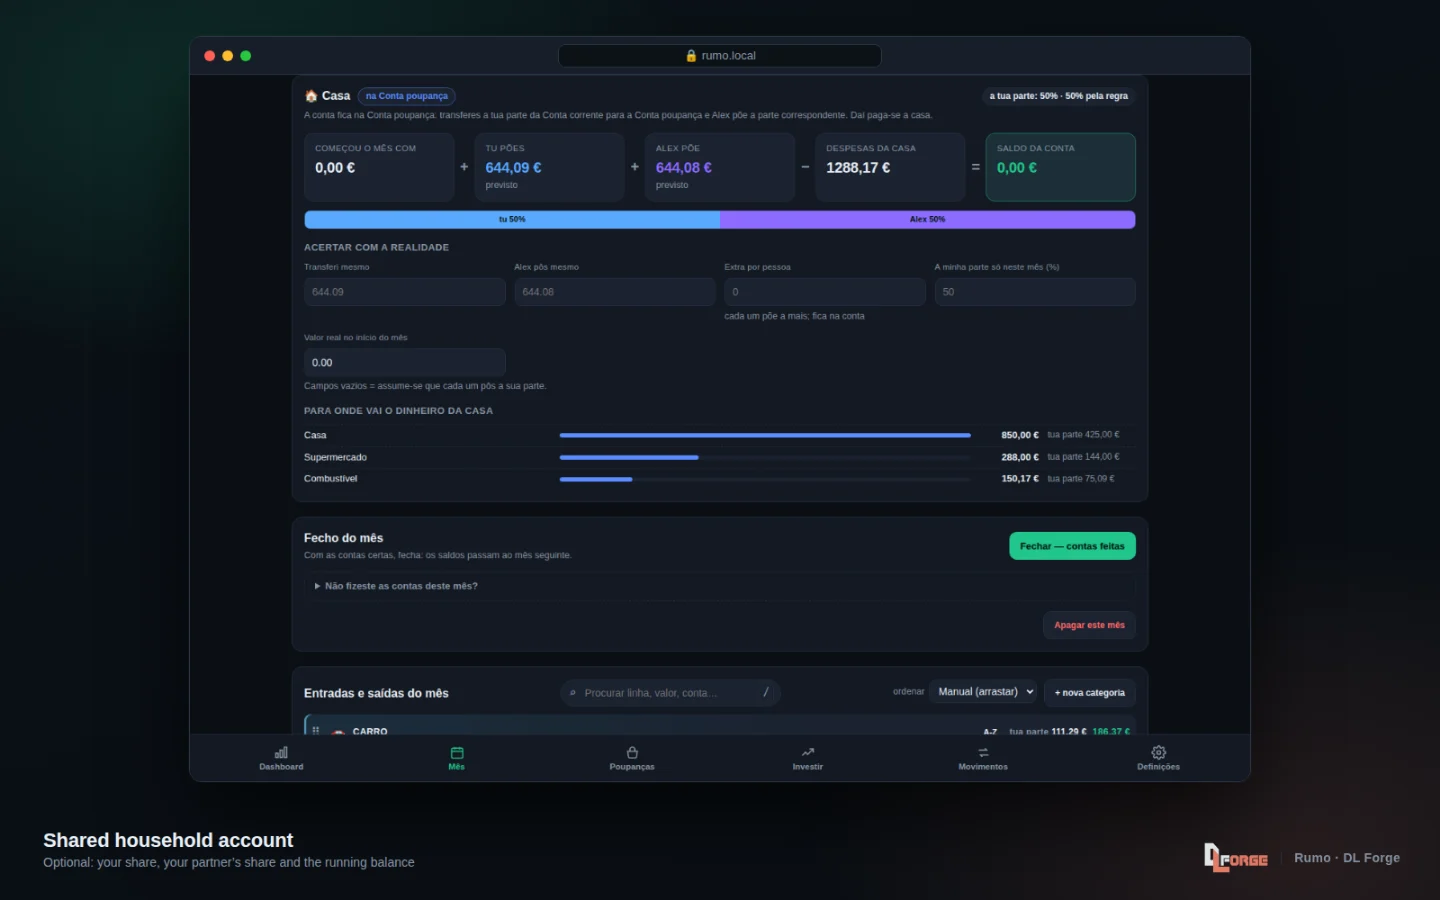 rumo.local
Casa na Conta poupança a tua parte: 50% · 50% pela regra
A conta fica na Conta poupança: transferes a tua parte da Conta corrente para a Conta poupança e Alex põe a parte correspondente. Daí paga-se a casa.
COMEÇOU O MÊS COM
0,00 €
+
TU PÕES
644,09 €
previsto
+
ALEX PÕE
644,08 €
previsto
−
DESPESAS DA CASA
1288,17 €
=
SALDO DA CONTA
0,00 €
tu 50% Alex 50%
ACERTAR COM A REALIDADE
Transferi mesmo Alex pôs mesmo Extra por pessoa A minha parte só neste mês (%)
644.09 644.08 0 50
cada um põe a mais; fica na conta
Valor real no início do mês
0.00
Campos vazios = assume-se que cada um pôs a sua parte.
PARA ONDE VAI O DINHEIRO DA CASA
Casa 850,00 € tua parte 425,00 €
Supermercado 288,00 € tua parte 144,00 €
Combustível 150,17 € tua parte 75,09 €
Fecho do mês
Com as contas certas, fecha: os saldos passam ao mês seguinte.
Fechar — contas feitas
Não fizeste as contas deste mês?
Apagar este mês
Entradas e saídas do mês Procurar linha, valor, conta… / ordenar Manual (arrastar) + nova categoria
CARRO A-Z tua parte 111,29 € 186,37 €
Dashboard Mês Poupanças Investir Movimentos Definições
Shared household account
Optional: your share, your partner's share and the running balance
DL FORGE Rumo · DL Forge